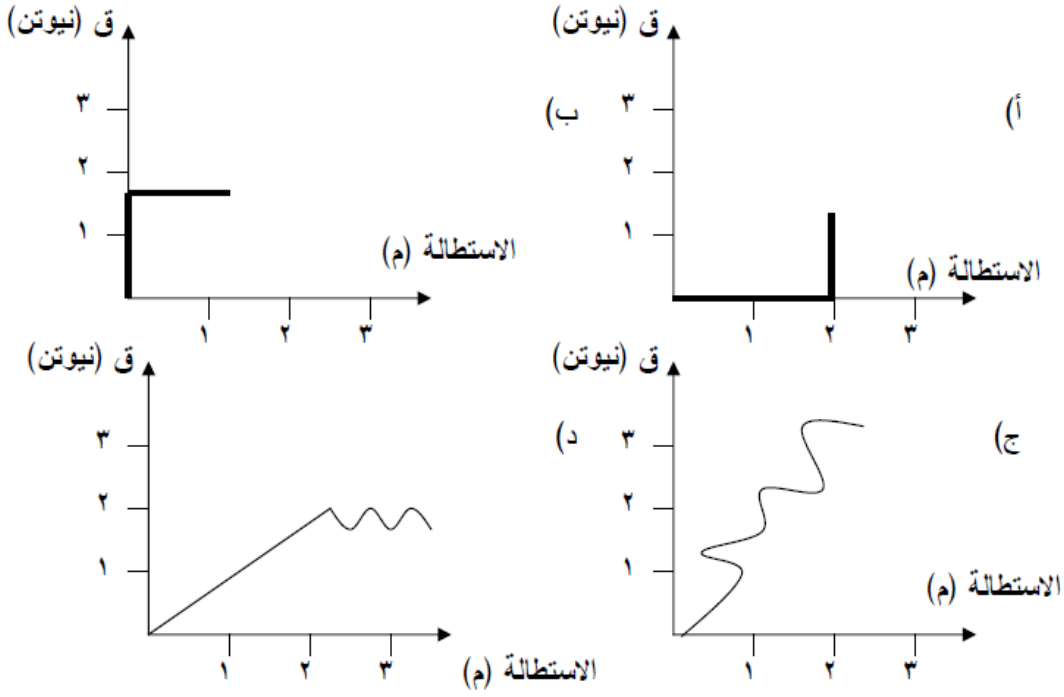 ق (نيوتن)
أ)
٣
٢
١
الاستطالة (م)
١ ٢ ٣
ق (نيوتن)
ب)
٣
٢
١
الاستطالة (م)
١ ٢ ٣
ق (نيوتن)
ج)
٣
٢
١
الاستطالة (م)
١ ٢ ٣
ق (نيوتن)
د)
٣
٢
١
١ ٢ ٣
الاستطالة (م)